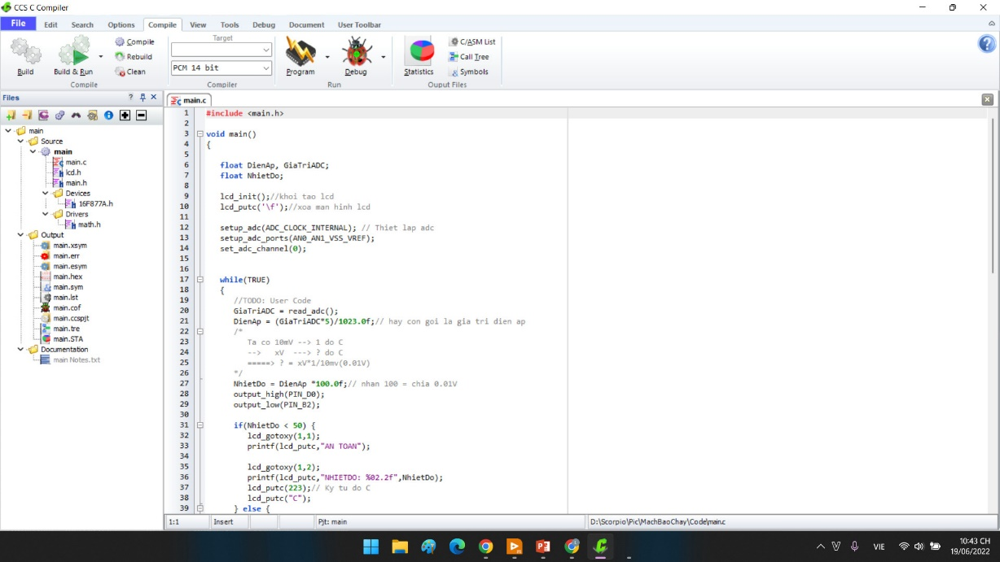 CCS C Compiler
File Edit Search Options Compile View Tools Debug Document User Toolbar
Build
Build & Run
Compile
Rebuild
Clean
Compile
Target
PCM 14 bit
Compiler
Program
Debug
Run
Statistics
C/ASM List
Call Tree
Symbols
Ouput Files
Files
main
Source
main
main.c
lcd.h
main.h
Devices
16F877A.h
Drivers
math.h
Output
main.xsym
main.err
main.esym
main.hex
main.sym
main.lst
main.cof
main.ccspjt
main.tre
main.STA
Documentation
main Notes.txt
main.c
1 #include <main.h>
2
3 void main()
4 {
5
6 float DienAp, GiaTriADC;
7 float NhietDo;
8
9 lcd_init();//khoi tao lcd
10 lcd_putc('\f');//xoa man hinh lcd
11
12 setup_adc(ADC_CLOCK_INTERNAL); // Thiet lap adc
13 setup_adc_ports(AN0_AN1_VSS_VREF);
14 set_adc_channel(0);
15
16
17 while(TRUE)
18 {
19 //TODO: User Code
20 GiaTriADC = read_adc();
21 DienAp = (GiaTriADC*5)/1023.0f;// hay con goi la gia tri dien ap
22 /*
23 Ta co 10mV --> 1 do C
24 --> xV ---> ? do C
25 =====> ? = xV*1/10mv(0.01V)
26 */
27 NhietDo = DienAp *100.0f;// nhan 100 = chia 0.01V
28 output_high(PIN_D0);
29 output_low(PIN_B2);
30
31 if(NhietDo < 50) {
32 lcd_gotoxy(1,1);
33 printf(lcd_putc,"AN TOAN");
34
35 lcd_gotoxy(1,2);
36 printf(lcd_putc,"NHIETDO: %02.2f",NhietDo);
37 lcd_putc(223);// Ky tu do C
38 lcd_putc("C");
39 } else {
1:1 Insert Pjt: main D:\Scorpio\Pic\MachBaoChay\Code\main.c
VIE
10:43 CH
19/06/2022